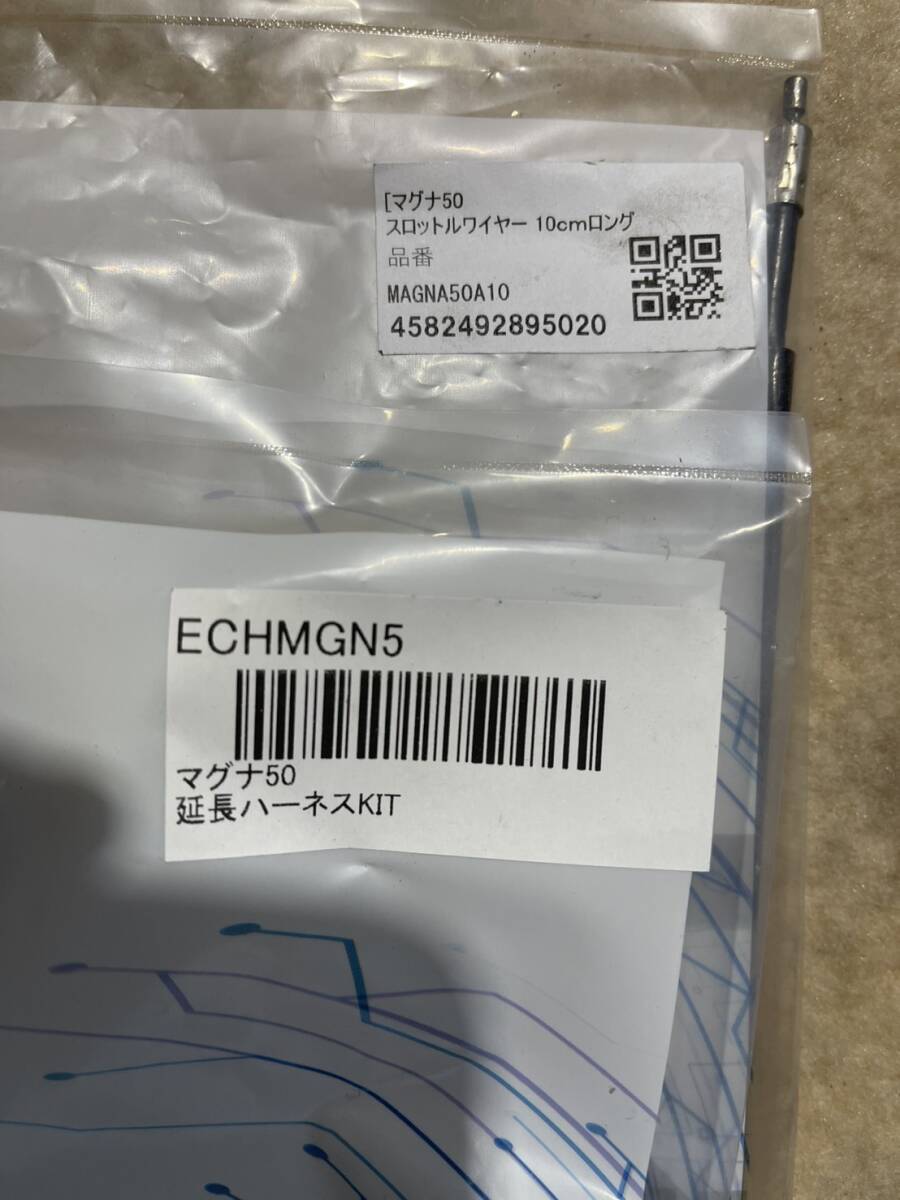 [マグナ50
スロットルワイヤー 10cmロング
品番
MAGNA50A10
4582492895020
ECHMGN5
マグナ50
延長ハーネスKIT